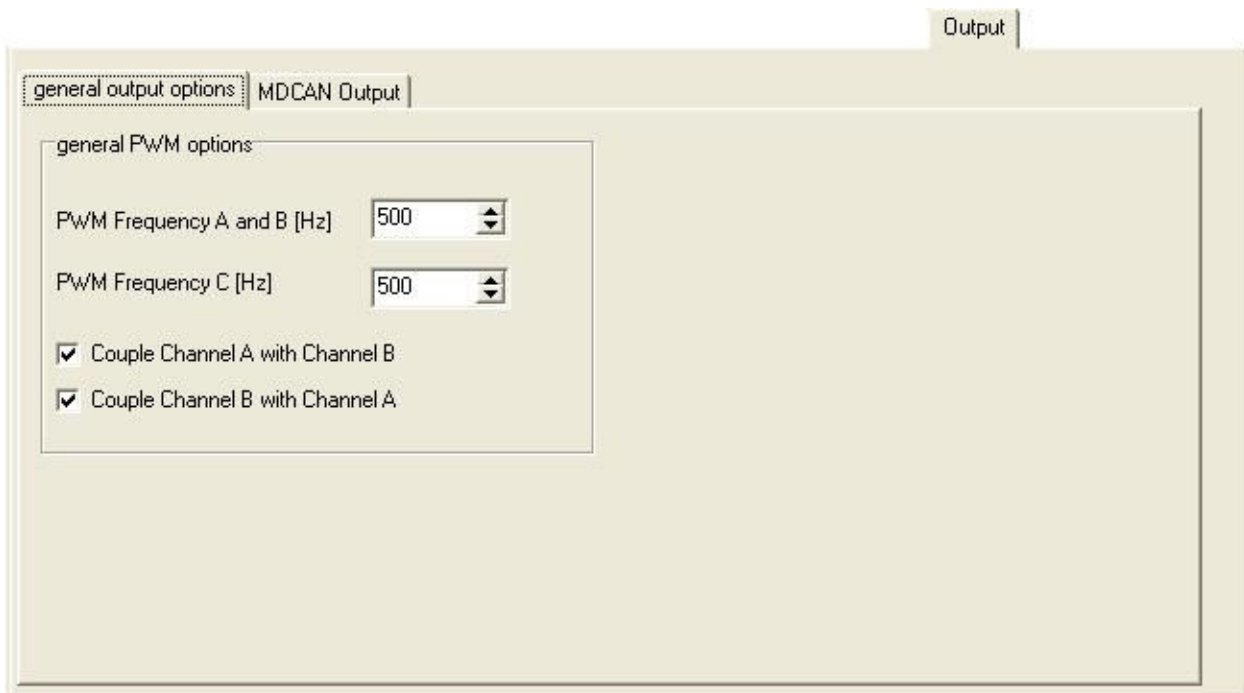 Output
general output options
MDCAN Output
general PWM options
PWM Frequency A and B [Hz]
500
PWM Frequency C [Hz]
500
Couple Channel A with Channel B
Couple Channel B with Channel A